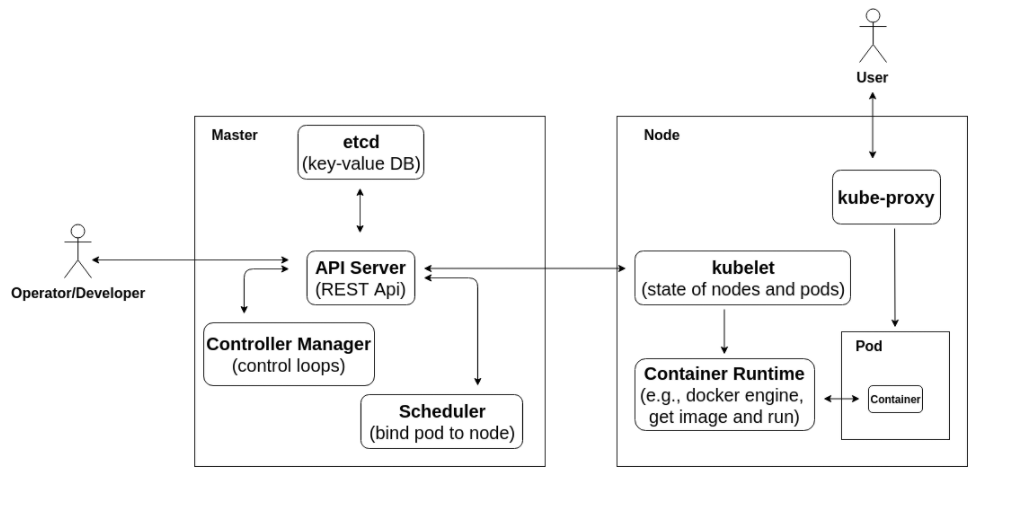 User
Master
Node
etcd
(key-value DB)
kube-proxy
Operator/Developer
API Server
(REST Api)
kubelet
(state of nodes and pods)
Controller Manager
(control loops)
Pod
Container Runtime
(e.g., docker engine,
get image and run)
Container
Scheduler
(bind pod to node)